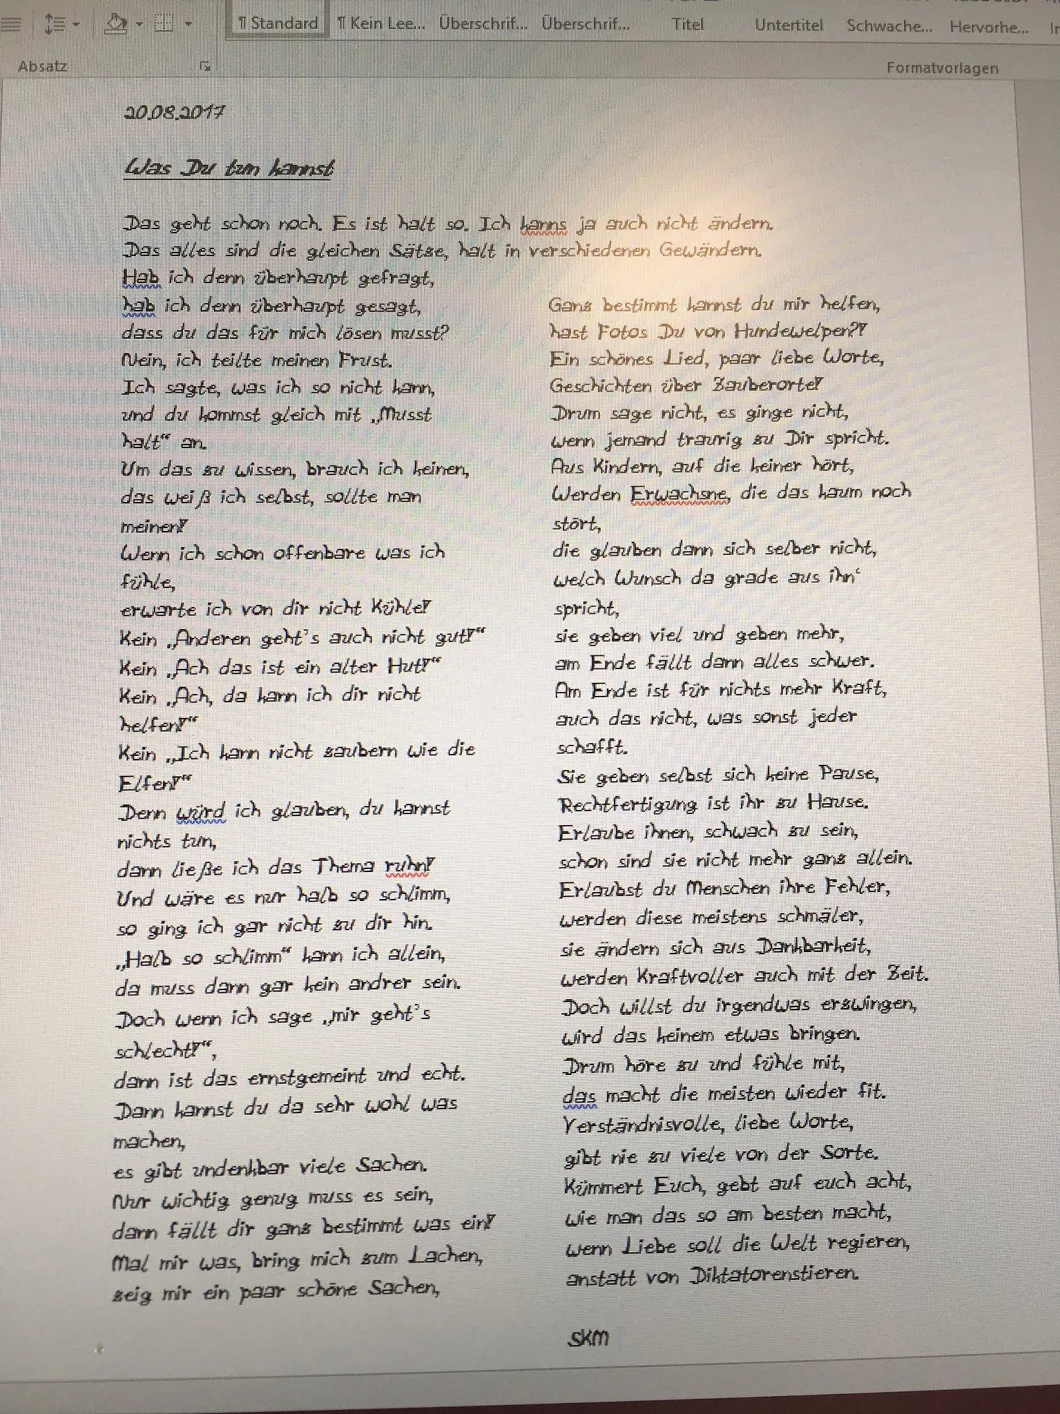 ¶ Standard
¶ Kein Lee...
Überschrif...
Überschrif...
Titel
Untertitel
Schwache...
Hervorhe...
Absatz
Formatvorlagen
20.08.2017
Was Du tun kannst
Das geht schon noch. Es ist halt so. Ich kanns ja auch nicht ändern.
Das alles sind die gleichen Sätze, halt in verschiedenen Gewändern.
Hab ich denn überhaupt gefragt,
hab ich denn überhaupt gesagt,
dass du das für mich lösen musst?
Nein, ich teilte meinen Frust.
Ich sagte, was ich so nicht kann,
und du kommst gleich mit „Musst
halt“ an.
Um das zu wissen, brauch ich keinen,
das weiß ich selbst, sollte man
meinen!
Wenn ich schon offenbare was ich
fühle,
erwarte ich von dir nicht Kühle!
Kein „Anderen geht's auch nicht gut!“
Kein „Ach das ist ein alter Hut!“
Kein „Ach, da kann ich dir nicht
helfen!“
Kein „Ich kann nicht zaubern wie die
Elfen!“
Denn würd ich glauben, du kannst
nichts tun,
dann ließe ich das Thema ruhn!
Und wäre es nur halb so schlimm,
so ging ich gar nicht zu dir hin.
„Halb so schlimm“ kann ich allein,
da muss dann gar kein andrer sein.
Doch wenn ich sage „mir geht's
schlecht!“,
dann ist das ernstgemeint und echt.
Dann kannst du da sehr wohl was
machen,
es gibt undenkbar viele Sachen.
Nur wichtig genug muss es sein,
dann fällt dir ganz bestimmt was ein!
Mal mir was, bring mich zum Lachen,
zeig mir ein paar schöne Sachen,
Ganz bestimmt kannst du mir helfen,
hast Fotos Du von Hundewelpen?!
Ein schönes Lied, paar liebe Worte,
Geschichten über Zauberorte!
Drum sage nicht, es ginge nicht,
wenn jemand traurig zu Dir spricht.
Aus Kindern, auf die keiner hört,
Werden Erwachsne, die das kaum noch
stört,
die glauben dann sich selber nicht,
welch Wunsch da grade aus ihn‘
spricht,
sie geben viel und geben mehr,
am Ende fällt dann alles schwer.
Am Ende ist für nichts mehr Kraft,
auch das nicht, was sonst jeder
schafft.
Sie geben selbst sich keine Pause,
Rechtfertigung ist ihr zu Hause.
Erlaube ihnen, schwach zu sein,
schon sind sie nicht mehr ganz allein.
Erlaubst du Menschen ihre Fehler,
werden diese meistens schmäler,
sie ändern sich aus Dankbarkeit,
werden Kraftvoller auch mit der Zeit.
Doch willst du irgendwas erzwingen,
wird das keinem etwas bringen.
Drum höre zu und fühle mit,
das macht die meisten wieder fit.
Verständnisvolle, liebe Worte,
gibt nie zu viele von der Sorte.
Kümmert Euch, gebt auf euch acht,
wie man das so am besten macht,
wenn Liebe soll die Welt regieren,
anstatt von Diktatorenstieren.
SKM